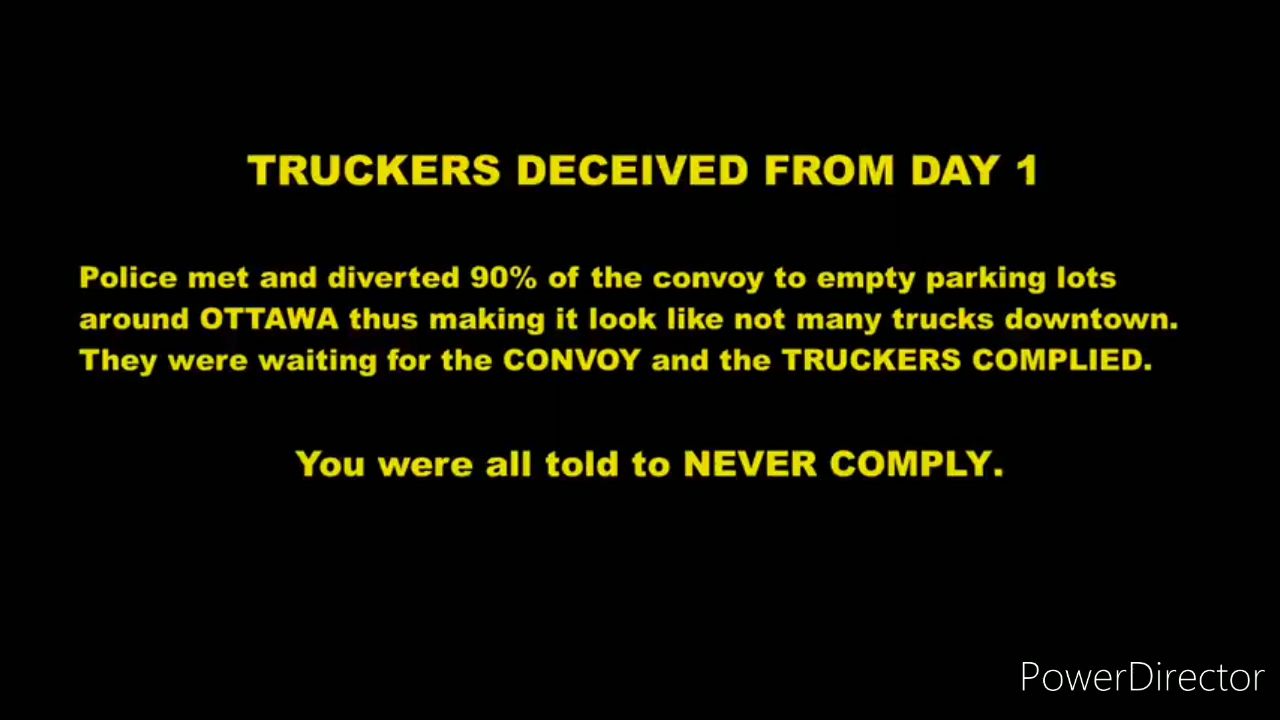 TRUCKERS DECEIVED FROM DAY 1
Police met and diverted 90% of the convoy to empty parking lots
around OTTAWA thus making it look like not many trucks downtown.
They were waiting for the CONVOY and the TRUCKERS COMPLIED.
You were all told to NEVER COMPLY.
PowerDirector